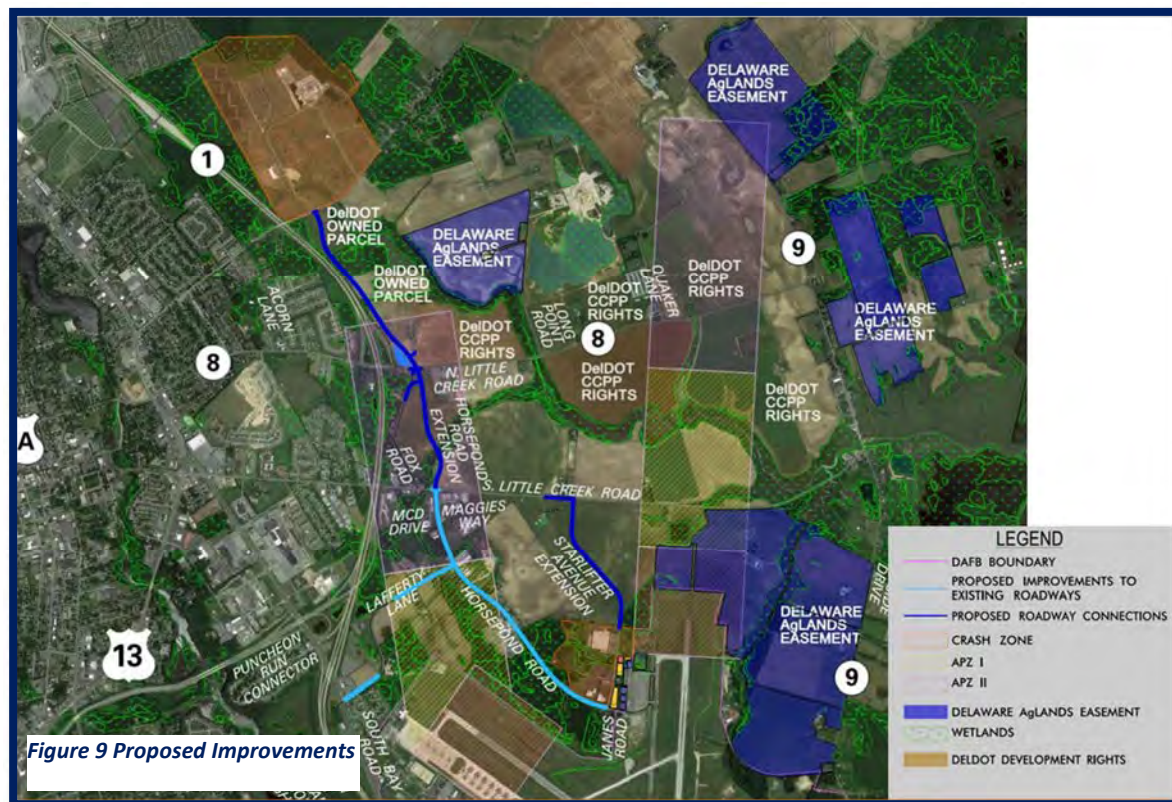 DELAWARE
AgLANDS
EASEMENT
1
DelDOT
OWNED
PARCEL
DELAWARE
AgLANDS
EASEMENT
9
DelDOT
OWNED
PARCEL
QUAKER
LANE
DelDOT
CCPP
RIGHTS
DelDOT
CCPP
RIGHTS
DELAWARE
AgLANDS
EASEMENT
ACORN
LANE
LONG
POINT
ROAD
8
DelDOT
CCPP
RIGHTS
8
N. LITTLE
CREEK ROAD
DelDOT
CCPP
RIGHTS
DelDOT
CCPP
RIGHTS
HORSEPOND
ROAD
EXTENSION
A
FOX
ROAD
S. LITTLE CREEK ROAD
MCD
DRIVE
MAGGIES
WAY
STARLIFTER
AVENUE
EXTENSION
LAFFERTY
LANE
HORSEPOND ROAD
DELAWARE
AgLANDS
EASEMENT
DRIVE
13
PUNCHEON
RUN
CONNECTOR
9
SOUTH BAY
ROAD
JANES
ROAD
Figure 9 Proposed Improvements
LEGEND
DAFB BOUNDARY
PROPOSED IMPROVEMENTS TO
EXISTING ROADWAYS
PROPOSED ROADWAY CONNECTIONS
CRASH ZONE
APZ I
APZ II
DELAWARE AgLANDS EASEMENT
WETLANDS
DELDOT DEVELOPMENT RIGHTS